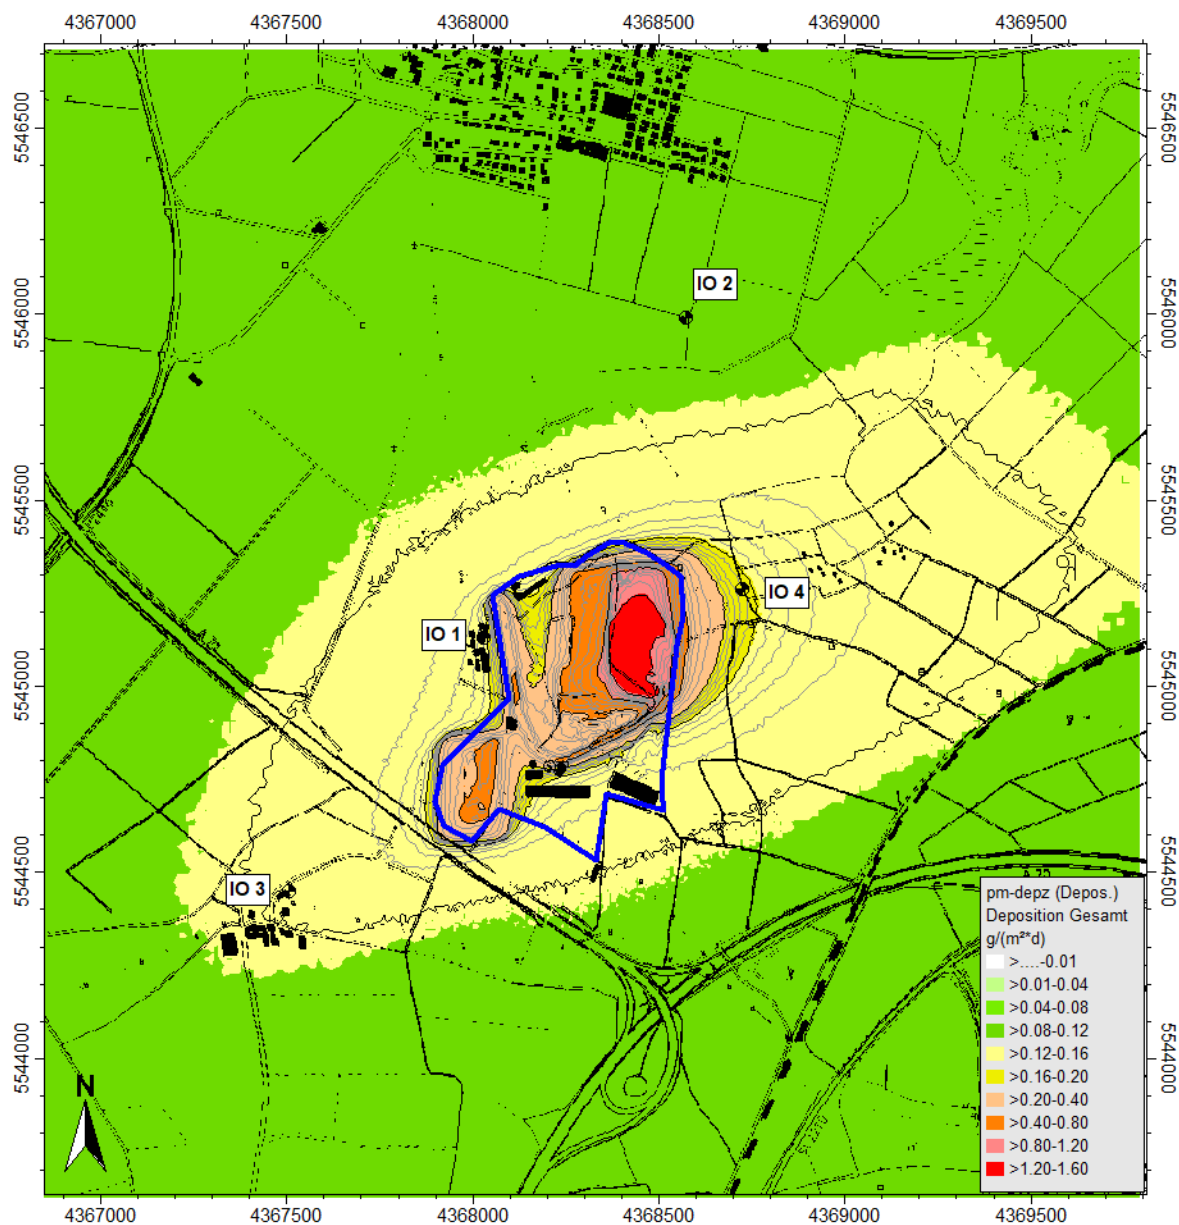 4367000 4367500 4368000 4368500 4369000 4369500
5546500 5546500
IO 2
5546000 5546000
5545500 5545500
IO 4
IO 1
5545000 5545000
5544500 5544500
IO 3
A 70
pm-depz (Depos.)
Deposition Gesamt
g/(m²*d)
>....-0.01
>0.01-0.04
>0.04-0.08
>0.08-0.12
>0.12-0.16
>0.16-0.20
>0.20-0.40
>0.40-0.80
>0.80-1.20
>1.20-1.60
5544000 5544000
N
4367000 4367500 4368000 4368500 4369000 4369500